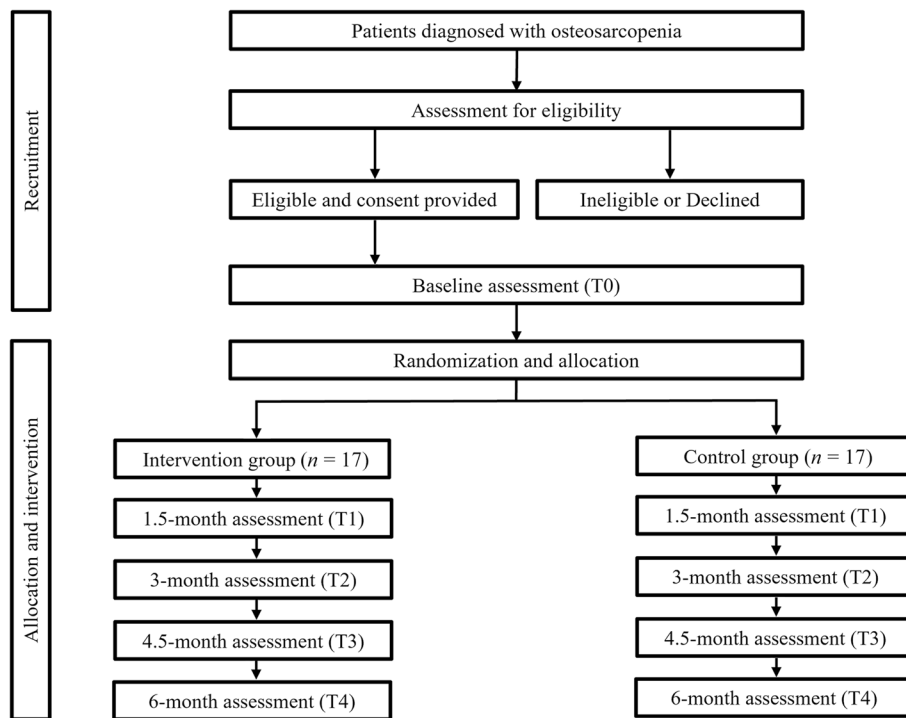 Recruitment
Patients diagnosed with osteosarcopenia
Assessment for eligibility
Eligible and consent provided
Ineligible or Declined
Baseline assessment (T0)
Allocation and intervention
Randomization and allocation
Intervention group (n = 17)
1.5-month assessment (T1)
3-month assessment (T2)
4.5-month assessment (T3)
6-month assessment (T4)
Control group (n = 17)
1.5-month assessment (T1)
3-month assessment (T2)
4.5-month assessment (T3)
6-month assessment (T4)